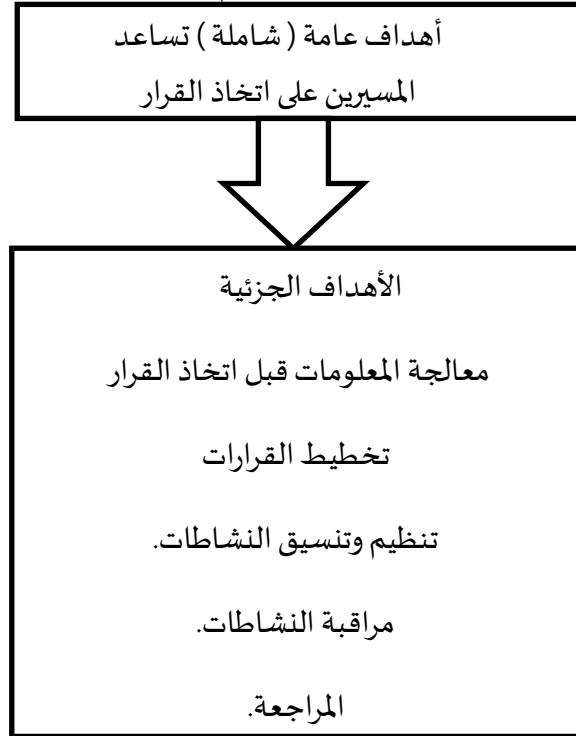 أهداف عامة ( شاملة ) تساعد
المسيرين على اتخاذ القرار
الأهداف الجزئية
معالجة المعلومات قبل اتخاذ القرار
تخطيط القرارات
تنظيم وتنسيق النشاطات.
مراقبة النشاطات.
المراجعة.